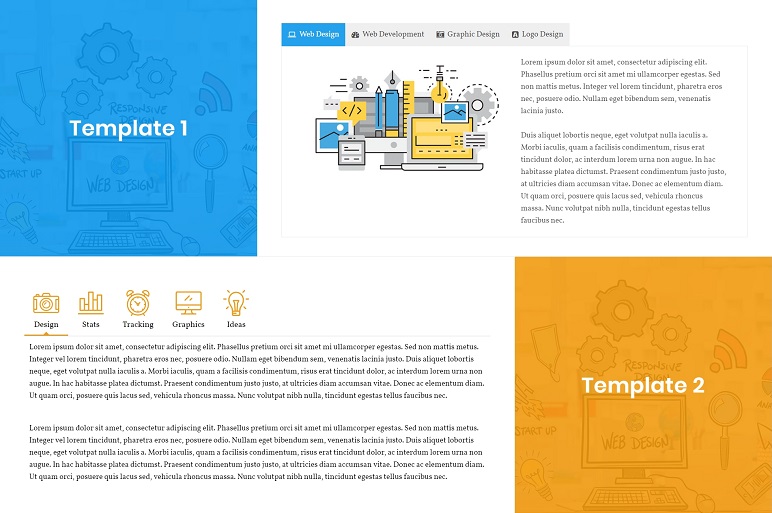 RESPONSIVE
DESIGN
Template 1
START UP
WEB DESIGN
Web Design
Web Development
Graphic Design
Logo Design
Lorem ipsum dolor sit amet, consectetur adipiscing elit.
Phasellus pretium orci sit amet mi ullamcorper egestas. Sed
non mattis metus. Integer vel lorem tincidunt, pharetra eros
nec, posuere odio. Nullam eget bibendum sem, venenatis
lacinia justo.
Duis aliquet lobortis neque, eget volutpat nulla iaculis a.
Morbi iaculis, quam a facilisis condimentum, risus erat
tincidunt dolor, ac interdum lorem urna non augue. In hac
habitasse platea dictumst. Praesent condimentum justo justo,
at ultricies diam accumsan vitae. Donec ac elementum diam.
Ut quam orci, posuere quis lacus sed, vehicula rhoncus
massa. Nunc volutpat nibh nulla, tincidunt egestas tellus
faucibus nec.
Design
Stats
Tracking
Graphics
Ideas
Lorem ipsum dolor sit amet, consectetur adipiscing elit. Phasellus pretium orci sit amet mi ullamcorper egestas. Sed non mattis metus.
Integer vel lorem tincidunt, pharetra eros nec, posuere odio. Nullam eget bibendum sem, venenatis lacinia justo. Duis aliquet lobortis
neque, eget volutpat nulla iaculis a. Morbi iaculis, quam a facilisis condimentum, risus erat tincidunt dolor, ac interdum lorem urna non
augue. In hac habitasse platea dictumst. Praesent condimentum justo justo, at ultricies diam accumsan vitae. Donec ac elementum diam.
Ut quam orci, posuere quis lacus sed, vehicula rhoncus massa. Nunc volutpat nibh nulla, tincidunt egestas tellus faucibus nec.
Lorem ipsum dolor sit amet, consectetur adipiscing elit. Phasellus pretium orci sit amet mi ullamcorper egestas. Sed non mattis metus.
Integer vel lorem tincidunt, pharetra eros nec, posuere odio. Nullam eget bibendum sem, venenatis lacinia justo. Duis aliquet lobortis
neque, eget volutpat nulla iaculis a. Morbi iaculis, quam a facilisis condimentum, risus erat tincidunt dolor, ac interdum lorem urna non
augue. In hac habitasse platea dictumst. Praesent condimentum justo justo, at ultricies diam accumsan vitae. Donec ac elementum diam.
Ut quam orci, posuere quis lacus sed, vehicula rhoncus massa. Nunc volutpat nibh nulla, tincidunt egestas tellus faucibus nec.
RESPONSIVE
DESIGN
Template 2
START UP
WEB DESIGN